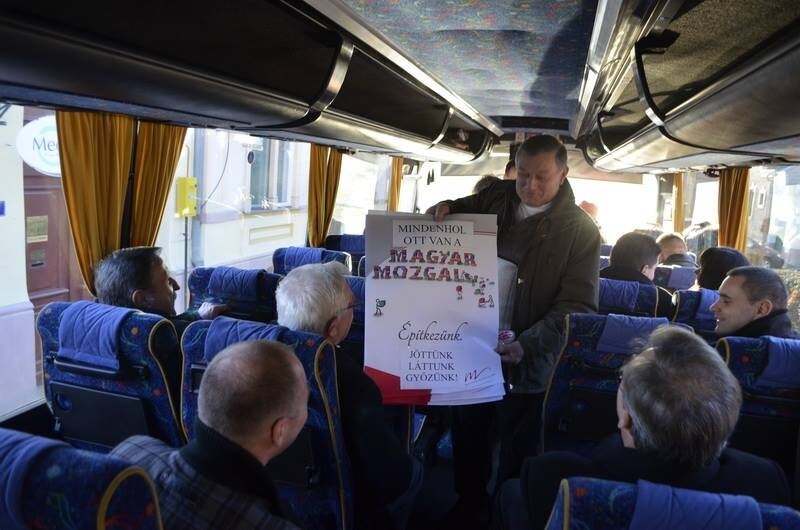 MINDENHOL
OTT VAN A
MAGYAR
MOZGALOM
Építkezünk.
JÖTTÜNK
LÁTTUNK
GYŐZÜNK!